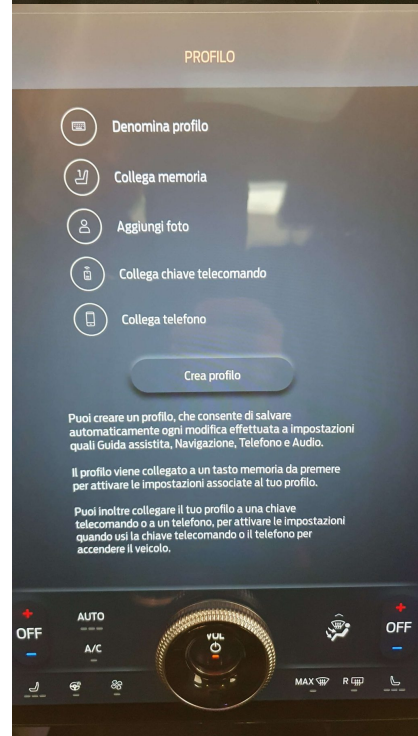 PROFILO
Denomina profilo
Collega memoria
Aggiungi foto
Collega chiave telecomando
Collega telefono
Crea profilo
Puoi creare un profilo, che consente di salvare
automaticamente ogni modifica effettuata a impostazioni
quali Guida assistita, Navigazione, Telefono e Audio.
Il profilo viene collegato a un tasto memoria da premere
per attivare le impostazioni associate al tuo profilo.
Puoi inoltre collegare il tuo profilo a una chiave
telecomando o a un telefono, per attivare le impostazioni
quando usi la chiave telecomando o il telefono per
accendere il veicolo.
+
+
OFF
AUTO
VOL
OFF
A/C
MAX
R